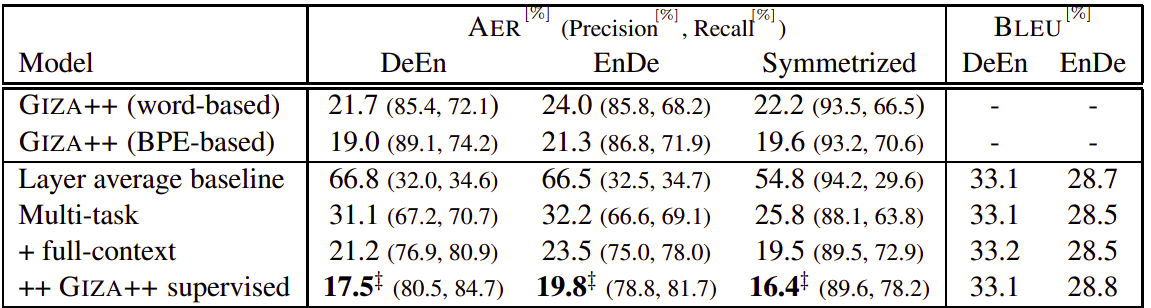 AER[%] (Precision[%], Recall[%]) BLEU[%]
Model DeEn EnDe Symmetrized DeEn EnDe
GIZA++ (word-based) 21.7 (85.4, 72.1) 24.0 (85.8, 68.2) 22.2 (93.5, 66.5) - -
GIZA++ (BPE-based) 19.0 (89.1, 74.2) 21.3 (86.8, 71.9) 19.6 (93.2, 70.6) - -
Layer average baseline 66.8 (32.0, 34.6) 66.5 (32.5, 34.7) 54.8 (94.2, 29.6) 33.1 28.7
Multi-task 31.1 (67.2, 70.7) 32.2 (66.6, 69.1) 25.8 (88.1, 63.8) 33.1 28.5
+ full-context 21.2 (76.9, 80.9) 23.5 (75.0, 78.0) 19.5 (89.5, 72.9) 33.2 28.5
++ GIZA++ supervised 17.5‡ (80.5, 84.7) 19.8‡ (78.8, 81.7) 16.4‡ (89.6, 78.2) 33.1 28.8